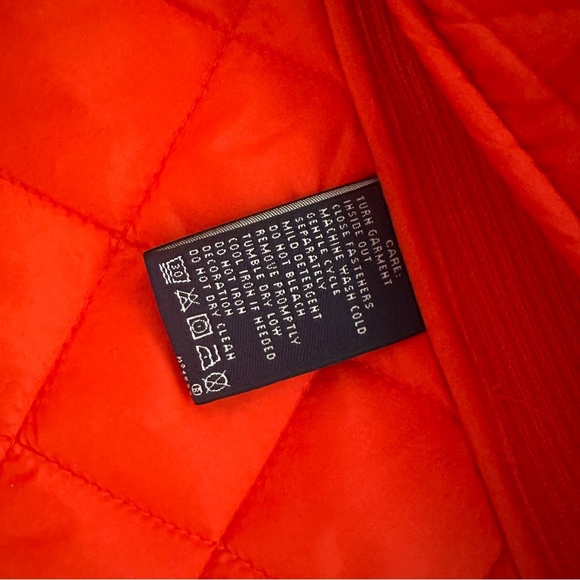 CARE:
TURN GARMENT
INSIDE OUT
CLOSE FASTENERS
MACHINE WASH COLD
GENTLE CYCLE
SEPARATELY
MILD DETERGENT
DO NOT BLEACH
REMOVE PROMPTLY
TUMBLE DRY LOW
COOL IRON IF NEEDED
DO NOT IRON
DECORATION
DO NOT DRY CLEAN
30